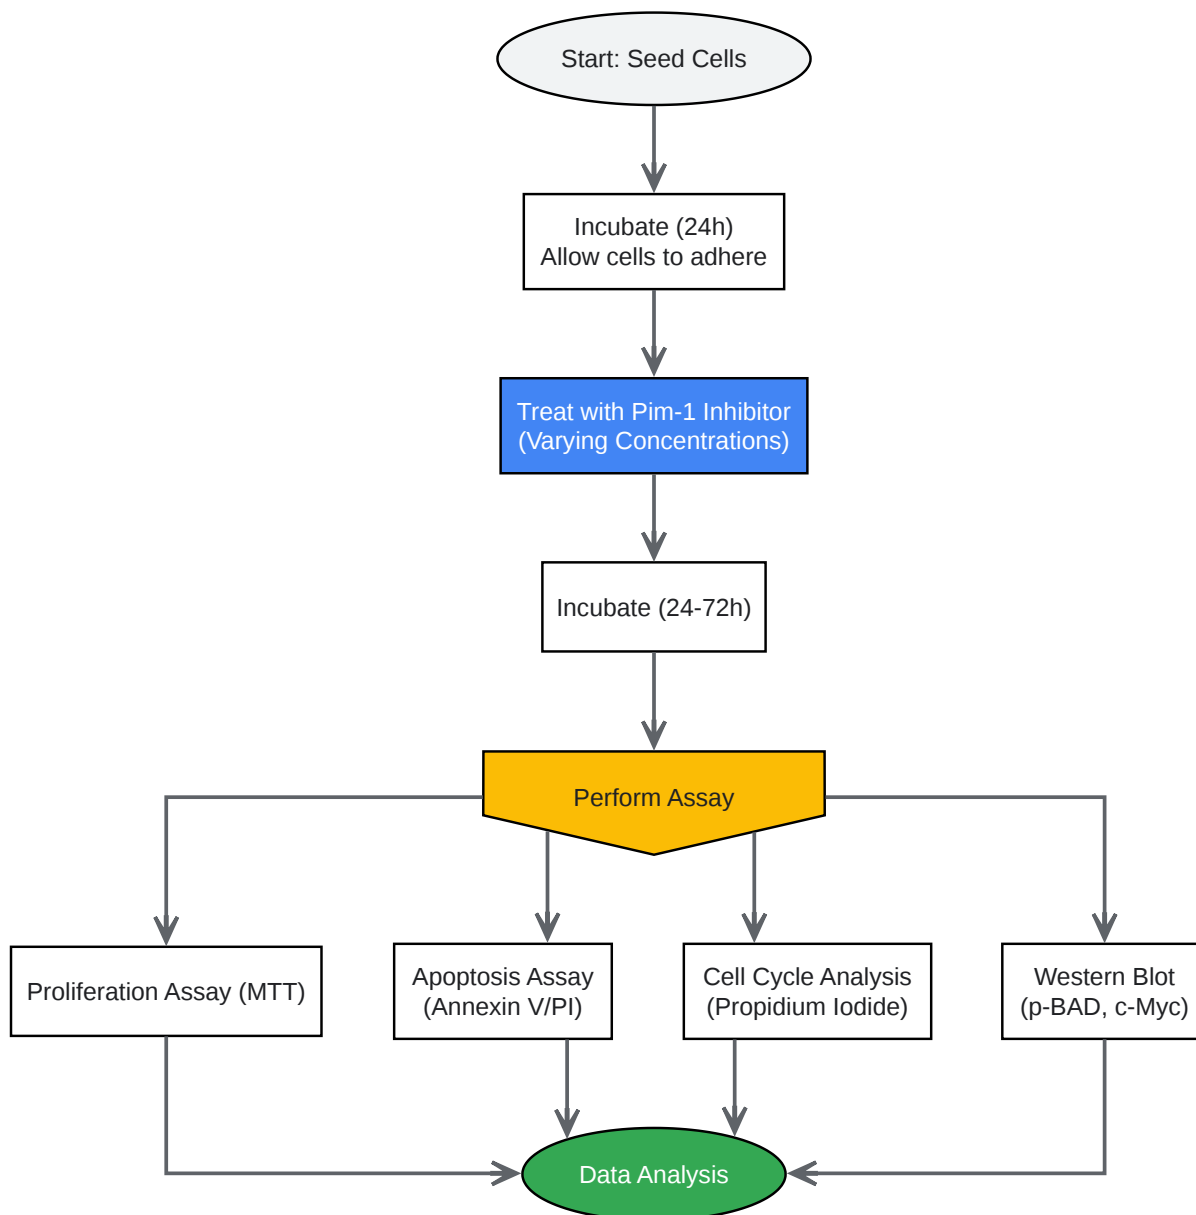 Start: Seed Cells
Incubate (24h)
Allow cells to adhere
Treat with Pim-1 Inhibitor
(Varying Concentrations)
Incubate (24-72h)
Perform Assay
Proliferation Assay (MTT)
Apoptosis Assay
(Annexin V/PI)
Cell Cycle Analysis
(Propidium Iodide)
Western Blot
(p-BAD, c-Myc)
Data Analysis